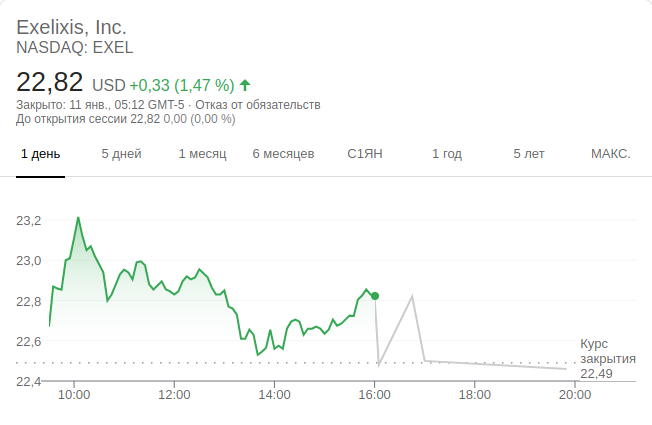 Exelixis, Inc.
NASDAQ: EXEL
22,82 USD +0,33 (1,47 %)
Закрыто: 11 янв., 05:12 GMT-5 · Отказ от обязательств
До открытия сессии 22,82 0,00 (0,00 %)
1 день 5 дней 1 месяц 6 месяцев С1ЯН 1 год 5 лет МАКС.
23,2
23,0
22,8
22,6
Курс
закрытия
22,49
22,4
10:00 12:00 14:00 16:00 18:00 20:00